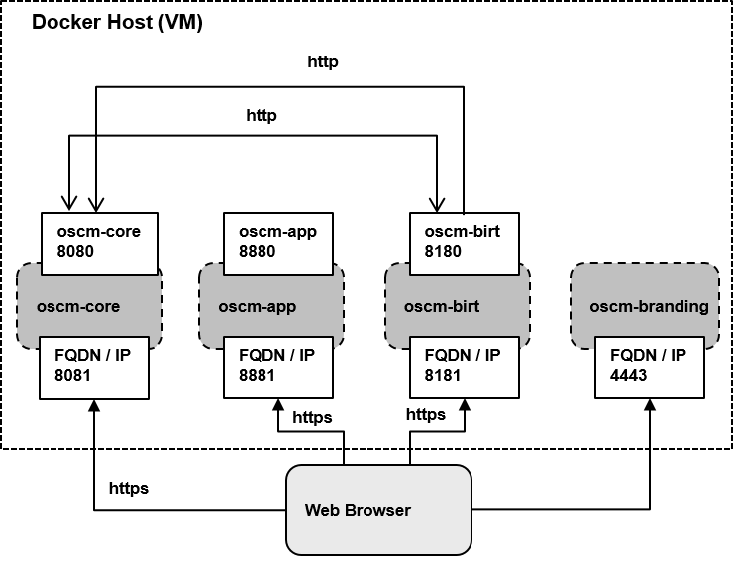 Docker Host (VM)
http
http
oscm-core
8080
oscm-app
8880
oscm-birt
8180
oscm-core
oscm-app
oscm-birt
oscm-branding
FQDN / IP
8081
FQDN / IP
8881
FQDN / IP
8181
FQDN / IP
4443
https
https
https
Web Browser